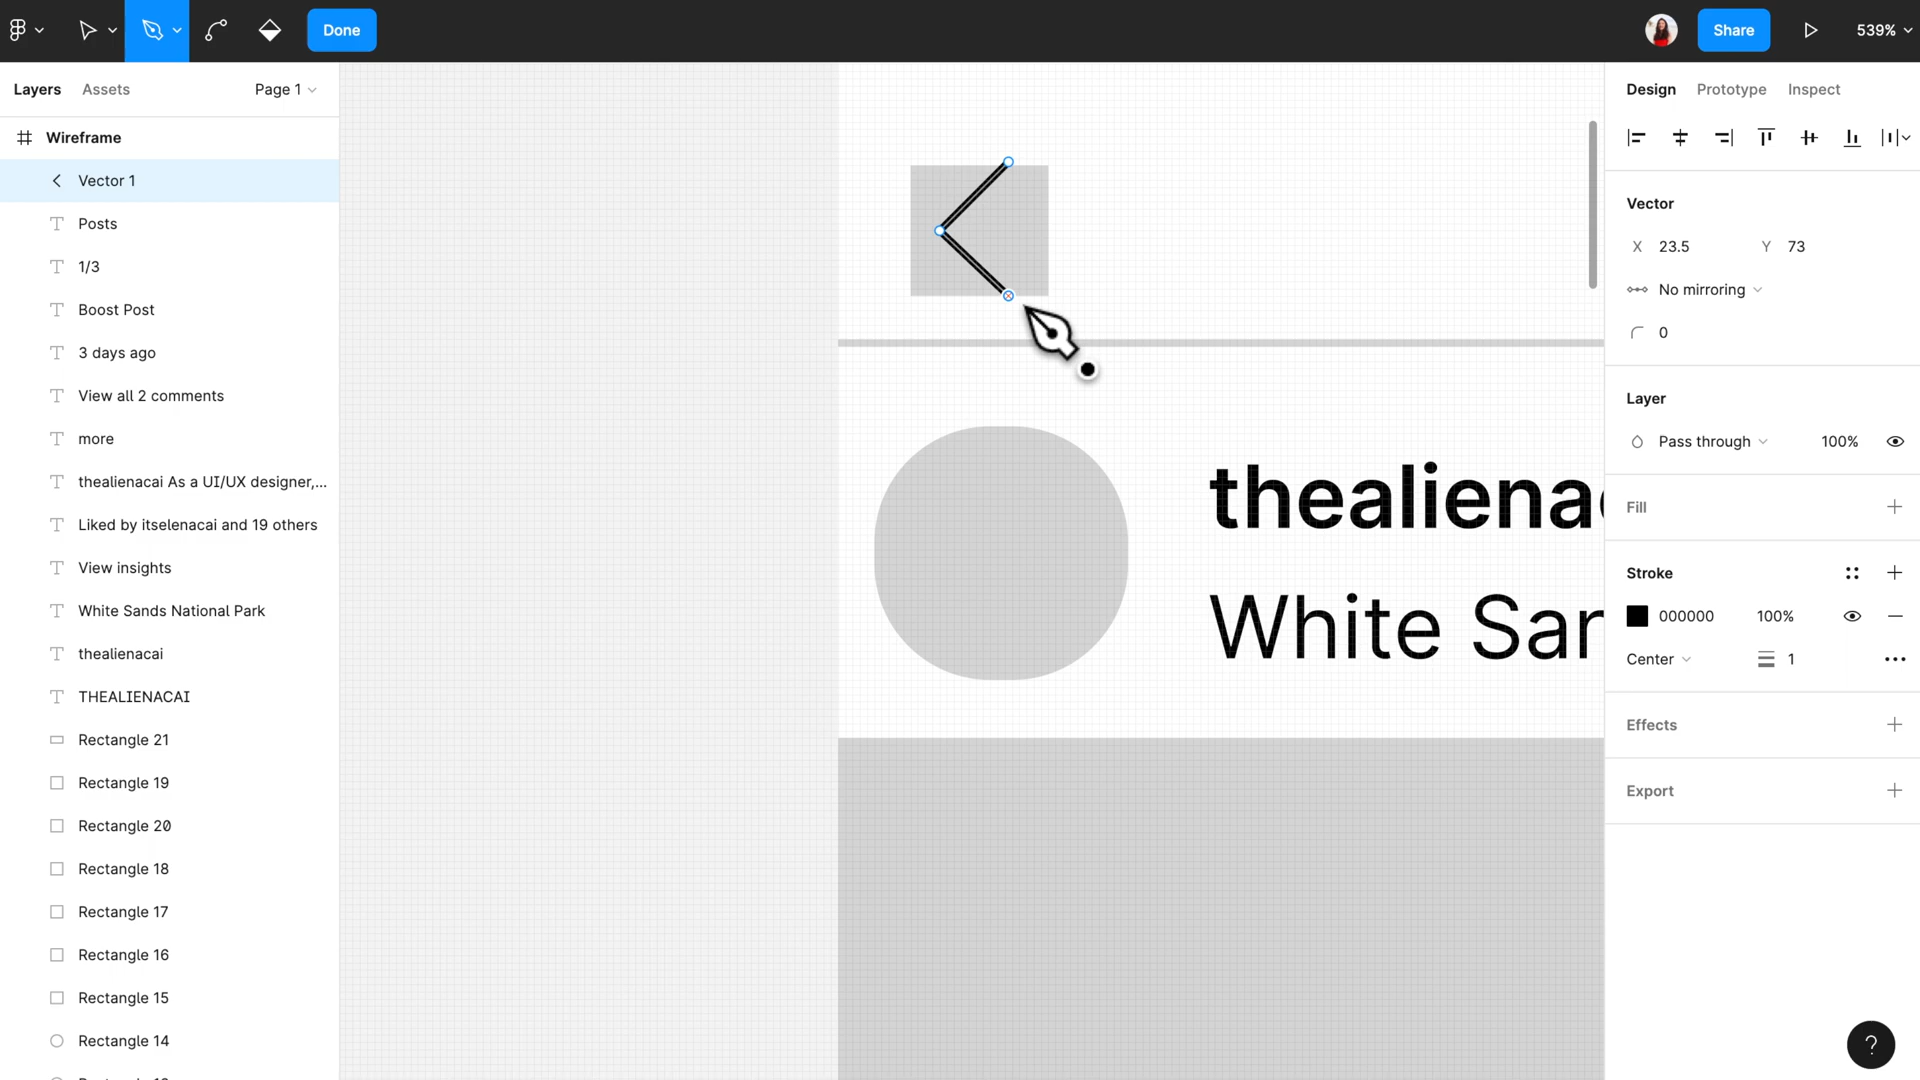 Done
Share
539%
Layers
Assets
Page 1
Wireframe
Vector 1
Posts
1/3
Boost Post
3 days ago
View all 2 comments
more
thealienacai As a UI/UX designer,...
Liked by itselenacai and 19 others
View insights
White Sands National Park
thealienacai
THEALIENACAI
Rectangle 21
Rectangle 19
Rectangle 20
Rectangle 18
Rectangle 17
Rectangle 16
Rectangle 15
Rectangle 14
thealienac
White San
Design
Prototype
Inspect
Vector
X 23.5
Y 73
No mirroring
0
Layer
Pass through
100%
Fill
Stroke
000000
100%
Center
1
Effects
Export
?